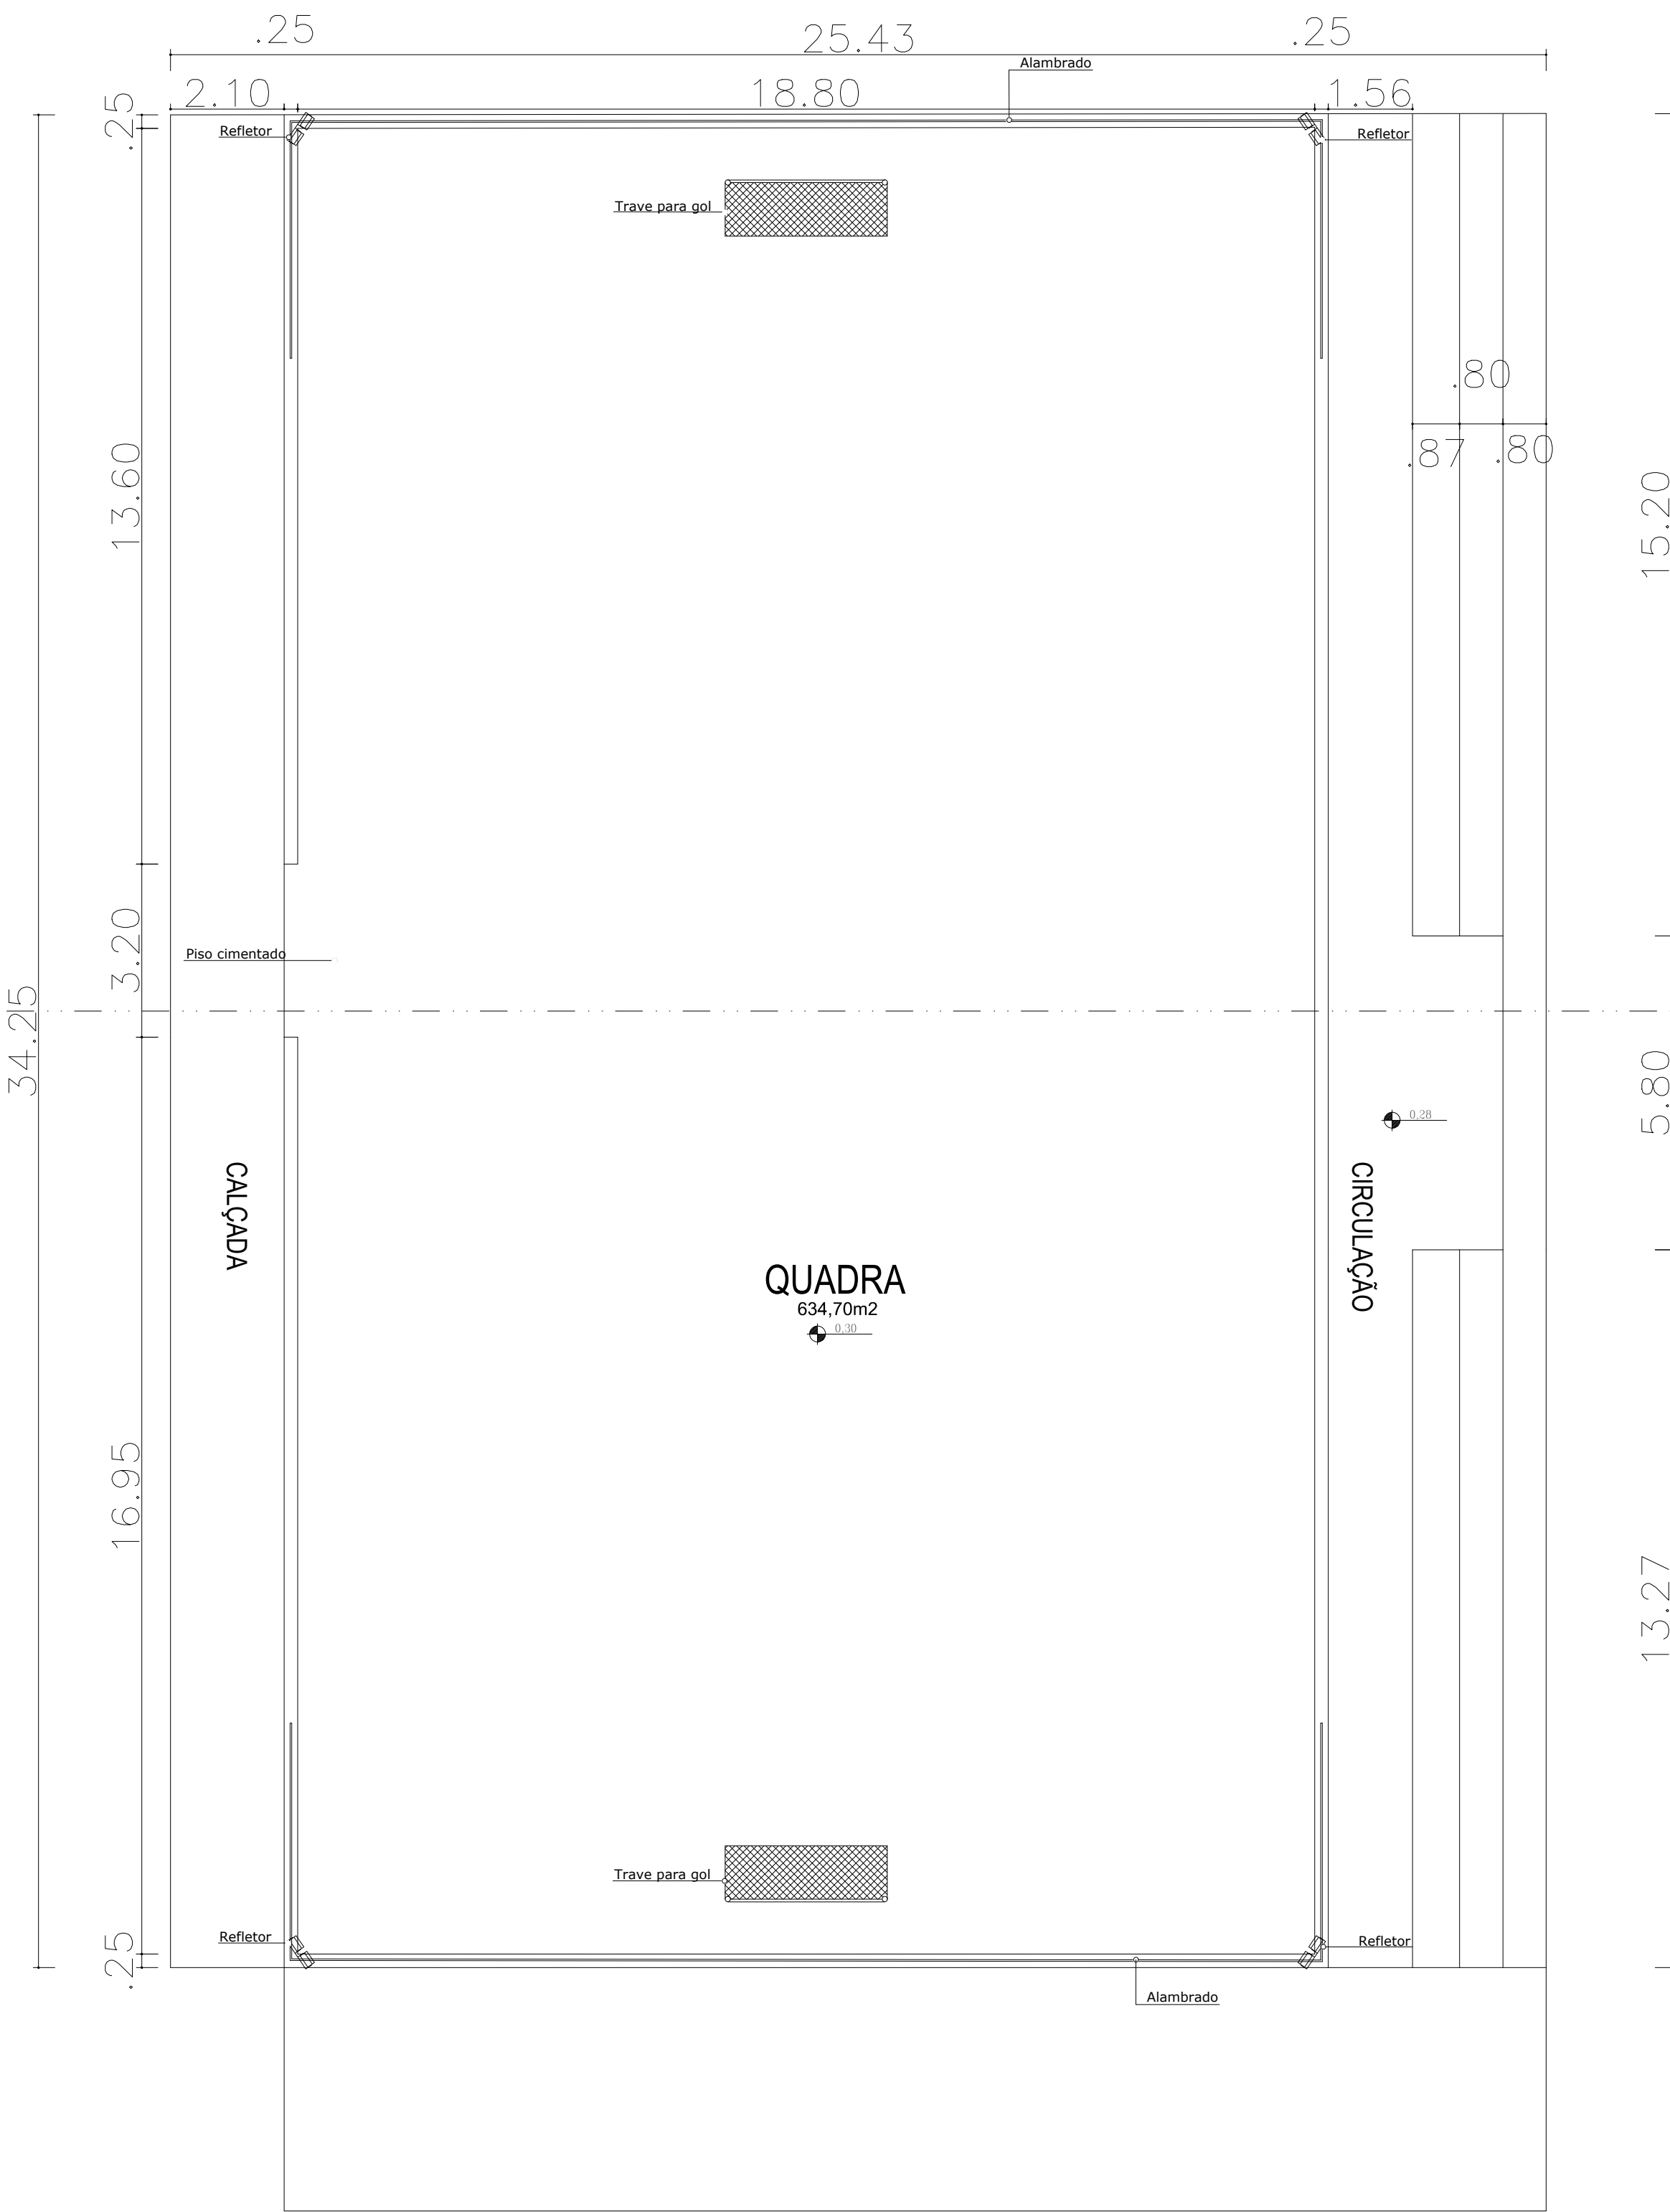 .25
25.43
.25
Alambrado
2.10
18.80
1.56
.25
Refletor
Refletor
Trave para gol
.80
.87
.80
13.60
15.20
3.20
Piso cimentado
34.25
5.80
0,28
CALÇADA
CIRCULAÇÃO
QUADRA
634,70m2
0,30
16.95
13.27
Trave para gol
.25
Refletor
Refletor
Alambrado